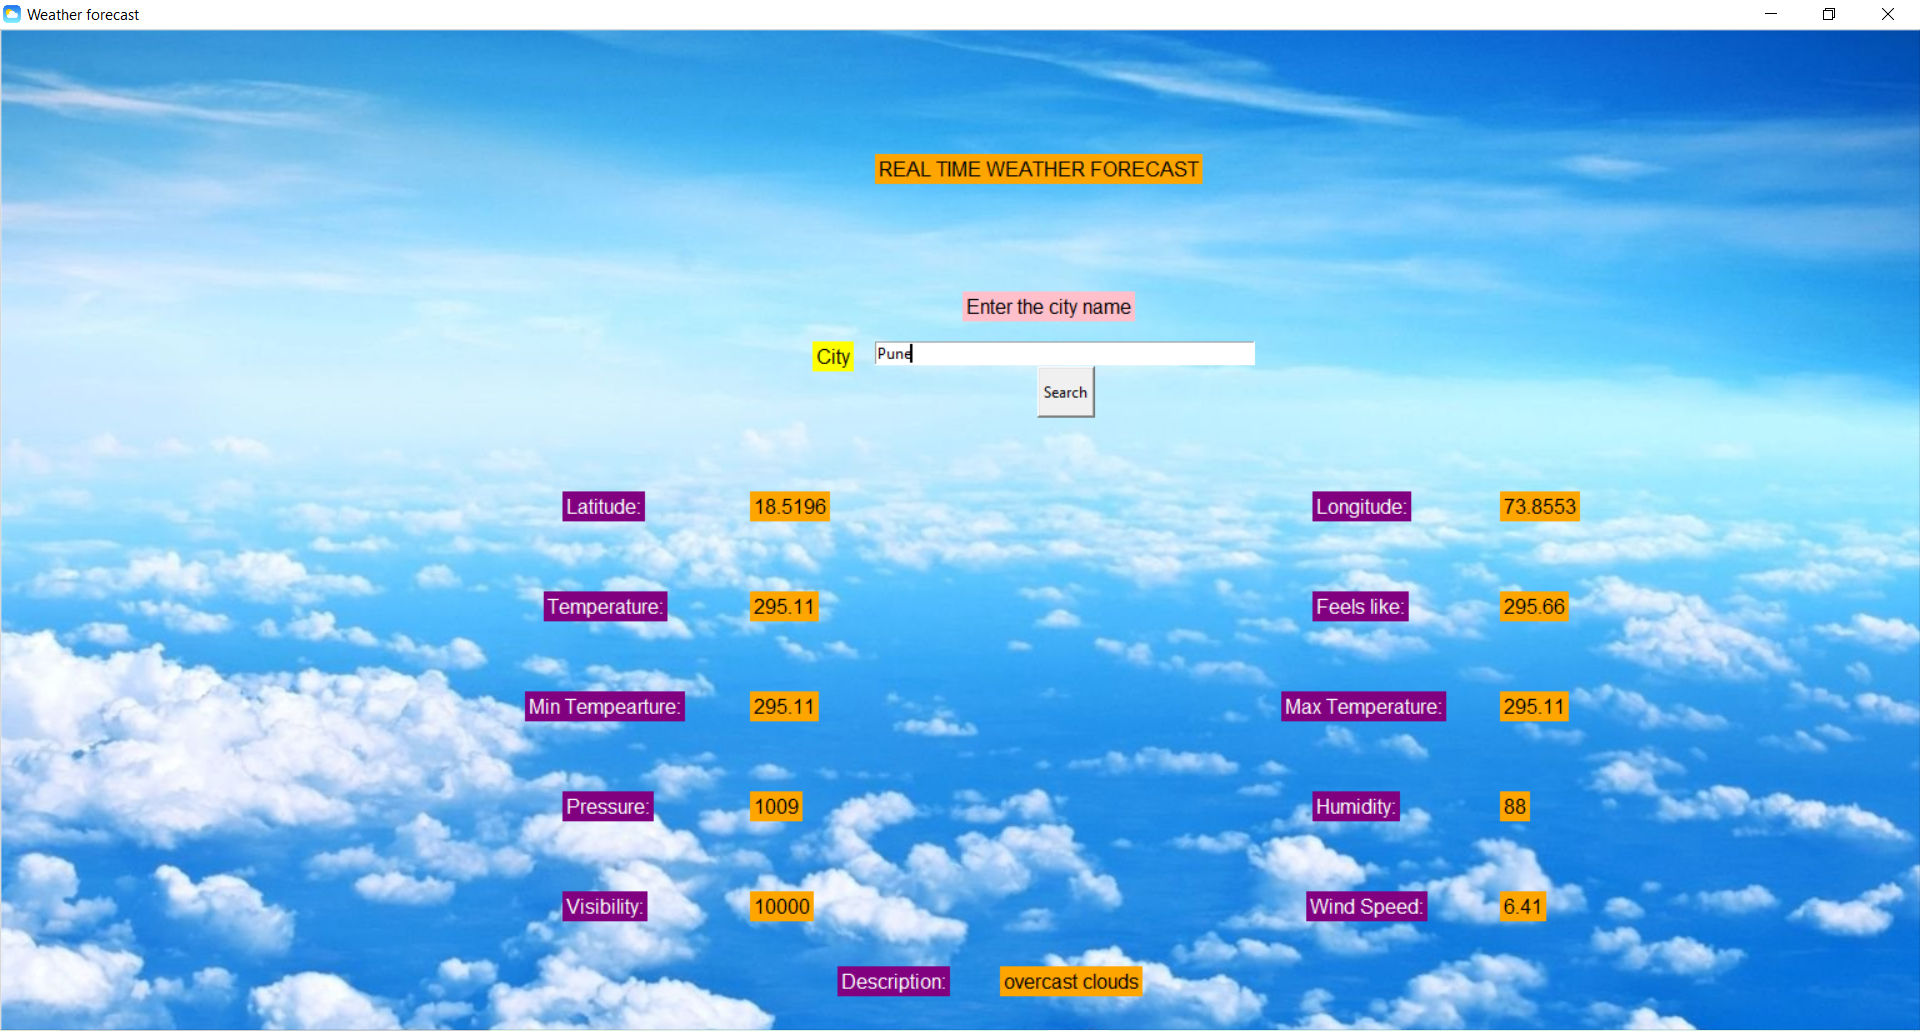 Weather forecast
REAL TIME WEATHER FORECAST
Enter the city name
City Pune
Search
Latitude: 18.5196 Longitude: 73.8553
Temperature: 295.11 Feels like: 295.66
Min Tempearture: 295.11 Max Temperature: 295.11
Pressure: 1009 Humidity: 88
Visibility: 10000 Wind Speed: 6.41
Description: overcast clouds